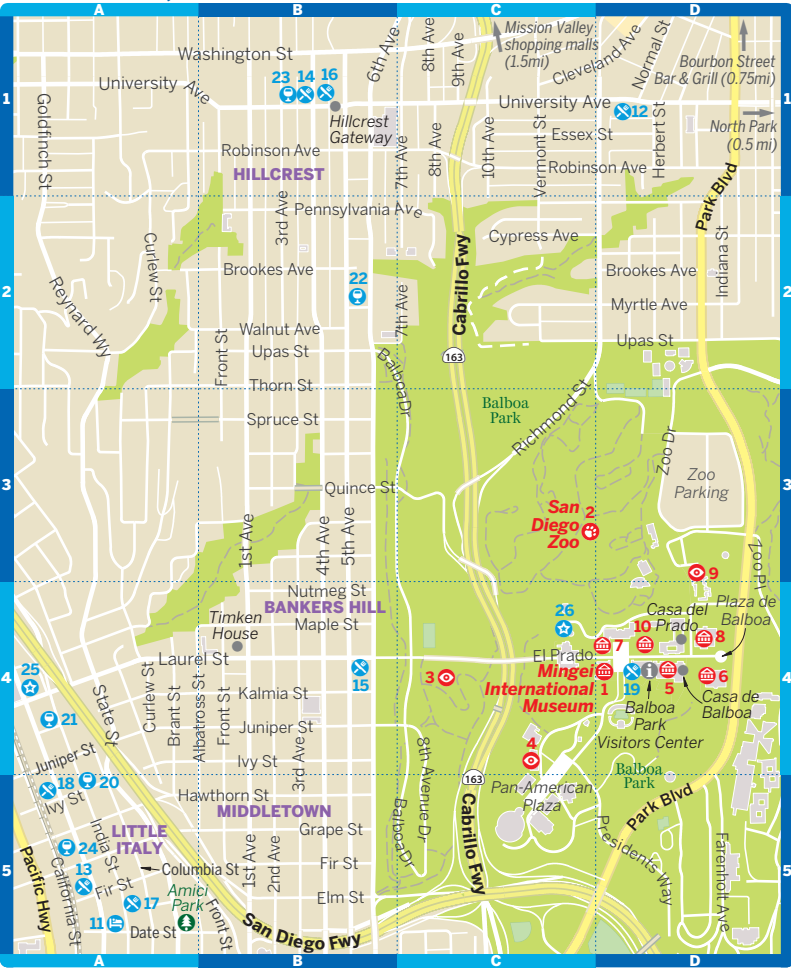 A
B
C
D
Washington St
6th Ave
8th Ave
9th Ave
Mission Valley
shopping malls
(1.5mi)
Cleveland Ave
Normal St
Bourbon Street
Bar & Grill (0.75mi)
University Ave
23
14
16
Hillcrest
Gateway
University Ave
12
1
1
Goldfinch St
Essex St
Herbert St
North Park
(0.5 mi)
7th Ave
8th Ave
10th Ave
Vermont St
Robinson Ave
Robinson Ave
HILLCREST
Park Blvd
3rd Ave
Pennsylvania Ave
Curlew St
Cypress Ave
Cabrillo Fwy
Indiana St
Brookes Ave
Brookes Ave
22
2
2
Reynard Wy
7th Ave
Myrtle Ave
Walnut Ave
Front St
Upas St
Upas St
163
Balboa Dr
Thorn St
Balboa
Park
Richmond St
Spruce St
Zoo Dr
Zoo
Parking
Quince St
3
3
San
Diego
Zoo
2
1st Ave
4th Ave
5th Ave
9
Zoo Pl
Nutmeg St
BANKERS HILL
Maple St
Timken
House
26
Casa del
Prado
Plaza de
Balboa
10
8
7
El Prado
Laurel St
25
15
3
Mingei
International
Museum
1
19
5
6
4
4
Kalmia St
Curlew St
Brant St
Albatross St
Front St
State St
21
Balboa
Park
Visitors Center
Casa de
Balboa
Juniper St
Juniper St
3rd Ave
8th Avenue Dr
4
Ivy St
18
20
Ivy St
163
Pan-American
Plaza
Balboa
Park
Hawthorn St
MIDDLETOWN
Park Blvd
LITTLE
ITALY
Grape St
Balboa Dr
Cabrillo Fwy
Presidents Way
Farenholt Ave
India St
24
Columbia St
1st Ave
2nd Ave
Fir St
5
5
Pacific Hwy
California St
13
Fir St
Amici
Park
Elm St
17
11
Date St
Front St
San Diego Fwy
A
B
C
D